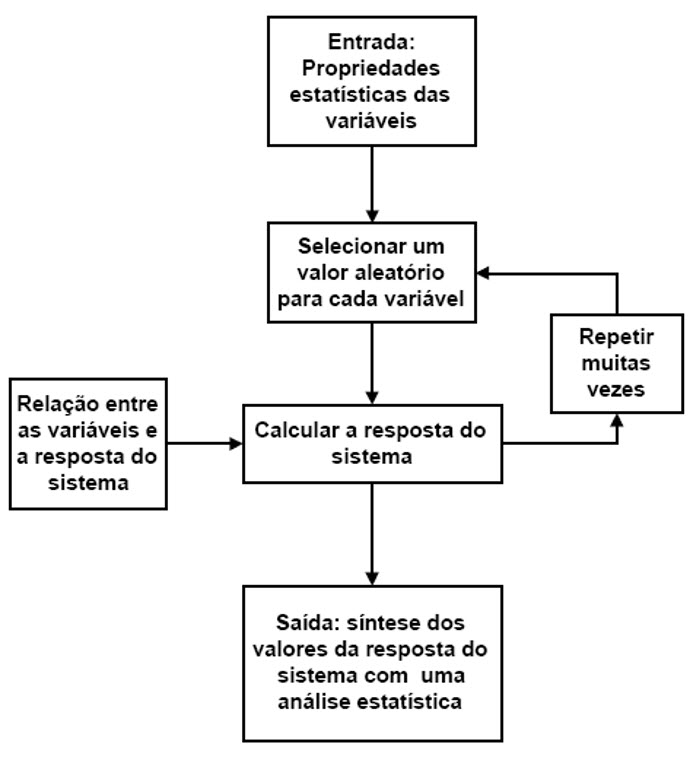 Entrada:
Propriedades
estatísticas das
variáveis
Selecionar um
valor aleatório
para cada variável
Repetir
muitas
vezes
Relação entre
as variáveis e
a resposta do
sistema
Calcular a resposta do
sistema
Saída: síntese dos
valores da resposta do
sistema com uma
análise estatística